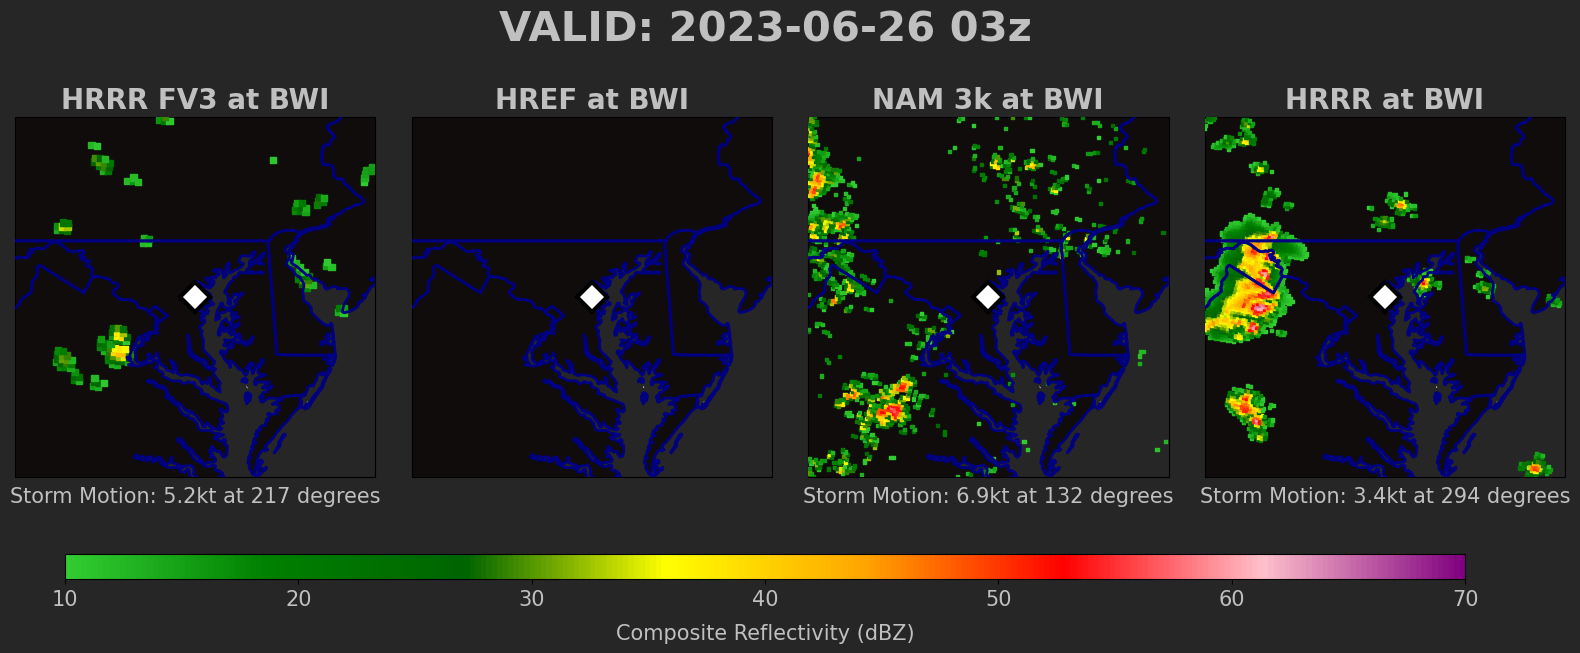 VALID: 2023-06-26 03z
HRRR FV3 at BWI
HREF at BWI
NAM 3k at BWI
HRRR at BWI
Storm Motion: 5.2kt at 217 degrees
Storm Motion: 6.9kt at 132 degrees
Storm Motion: 3.4kt at 294 degrees
10 20 30 40 50 60 70
Composite Reflectivity (dBZ)